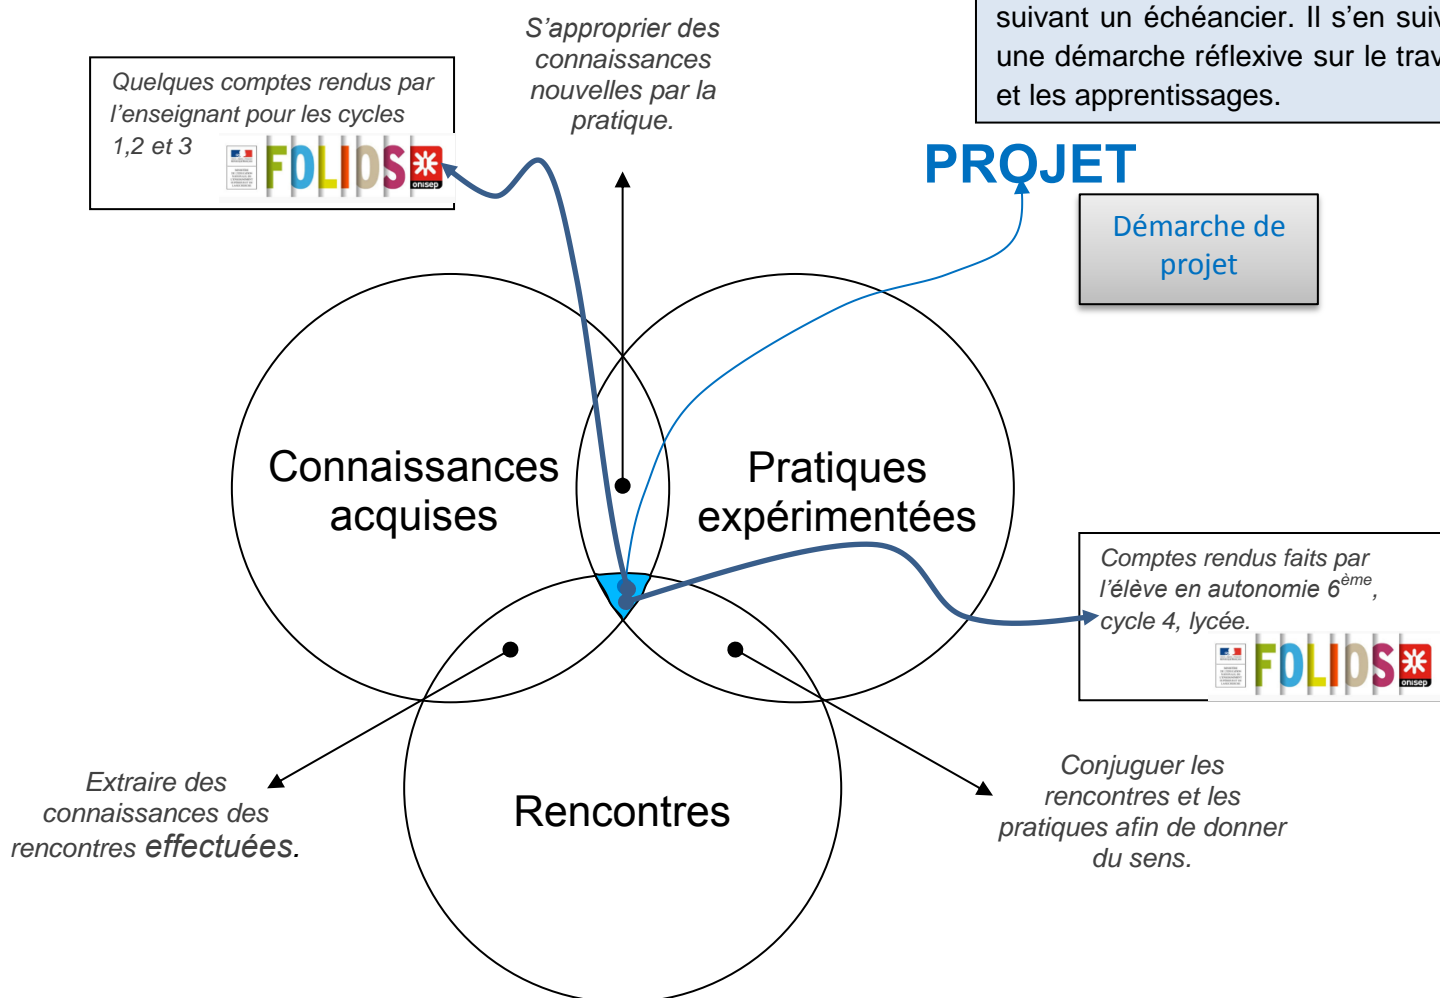 suivant un échéancier. Il s'en suiv
une démarche réflexive sur le trav
et les apprentissages.
S'approprier des
connaissances
nouvelles par la
pratique.
Quelques comptes rendus par
l'enseignant pour les cycles
1,2 et 3
FOLIOS
onisep
PROJET
Démarche de
projet
Connaissances
acquises
Pratiques
expérimentées
Comptes rendus faits par
l'élève en autonomie 6ème,
cycle 4, lycée.
FOLIOS
onisep
Extraire des
connaissances des
rencontres effectuées.
Rencontres
Conjuguer les
rencontres et les
pratiques afin de donner
du sens.